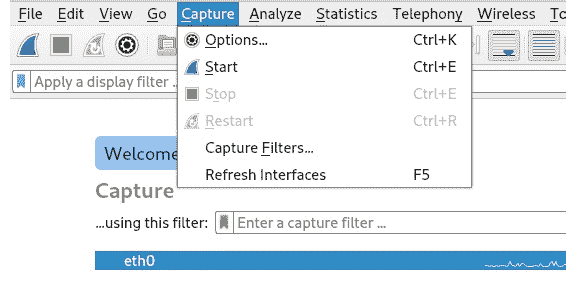 File Edit View Go Capture Analyze Statistics Telephony Wireless
Options... Ctrl+K
Start Ctrl+E
Stop Ctrl+E
Restart Ctrl+R
Capture Filters...
Refresh Interfaces F5
Apply a display filter ..
Welcome
Capture
...using this filter: Enter a capture filter ...
eth0